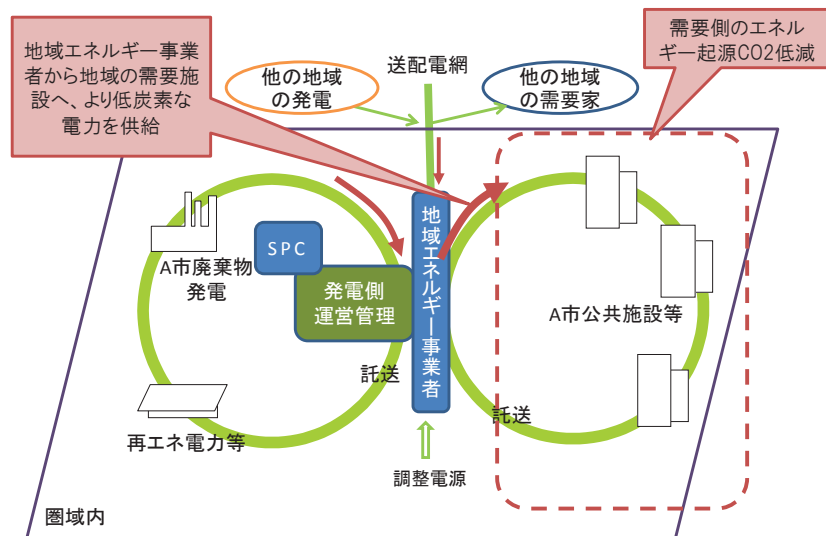 地域エネルギー事業
者から地域の需要施
設へ、より低炭素な
電力を供給
他の地域
の発電
送配電網
他の地域
の需要家
需要側のエネル
ギー起源CO2低減
A市廃棄物
発電
SPC
発電側
運営管理
地域エネルギー事業者
A市公共施設等
託送
託送
再エネ電力等
調整電源
圏域内